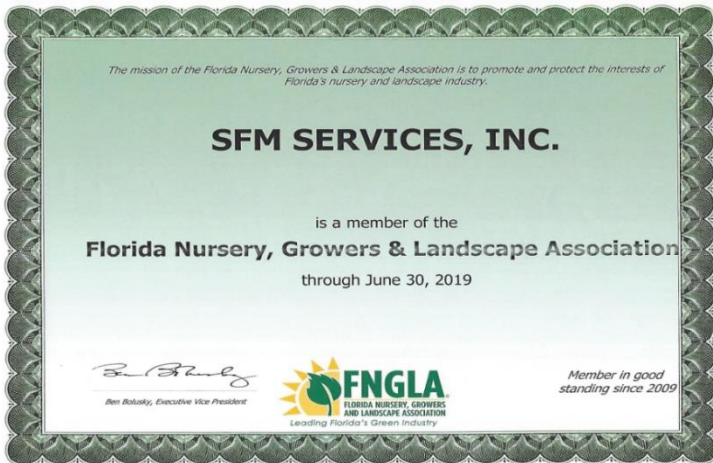 The mission of the Florida Nursery, Growers & Landscape Association is to promote and protect the interests of
Florida's nursery and landscape industry.
SFM SERVICES, INC.
is a member of the
Florida Nursery, Growers & Landscape Association
through June 30, 2019
Ben Bolusky
Ben Bolusky, Executive Vice President
FNGLA
FLORIDA NURSERY, GROWERS
AND LANDSCAPE ASSOCIATION
Leading Florida's Green Industry
Member in good
standing since 2009